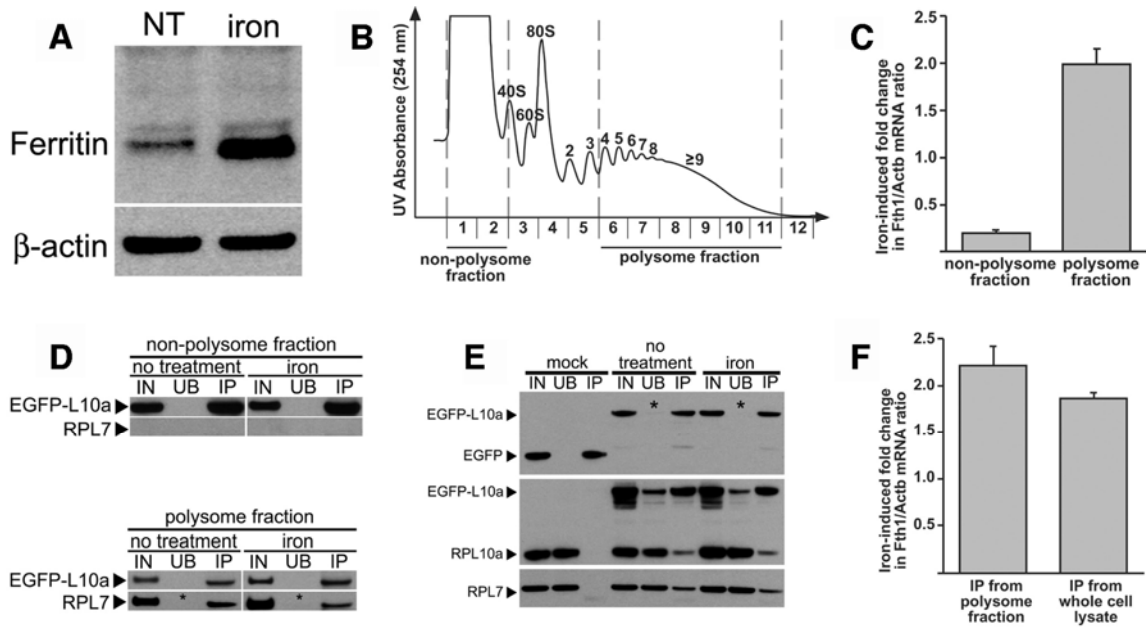 A
NT iron
Ferritin
β-actin
B
UV Absorbance (254 nm)
40S
60S
80S
2
3
4 5 6 7 8
≥9
1 2 3 4 5 6 7 8 9 10 11 12
non-polysome
fraction
polysome fraction
C
Iron-induced fold change
in Fth1/Actb mRNA ratio
2.5
2.0
1.5
1.0
0.5
non-polysome
fraction
polysome
fraction
D
non-polysome fraction
no treatment iron
IN UB IP IN UB IP
EGFP-L10a
RPL7
polysome fraction
no treatment iron
IN UB IP IN UB IP
EGFP-L10a
RPL7 * *
E
mock no treatment iron
IN UB IP IN UB IP IN UB IP
EGFP-L10a * *
EGFP
EGFP-L10a
RPL10a
RPL7
F
Iron-induced fold change
in Fth1/Actb mRNA ratio
2.5
2.0
1.5
1.0
0.5
IP from
polysome
fraction
IP from
whole cell
lysate